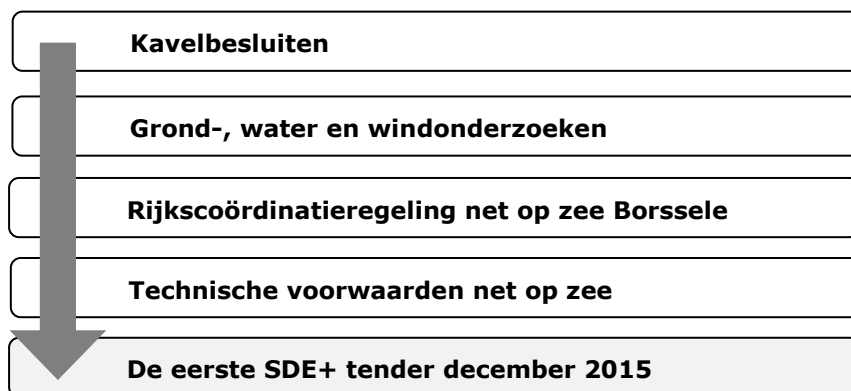 Kavelbesluiten
Grond-, water en windonderzoeken
Rijkscoördinatieregeling net op zee Borssele
Technische voorwaarden net op zee
De eerste SDE+ tender december 2015